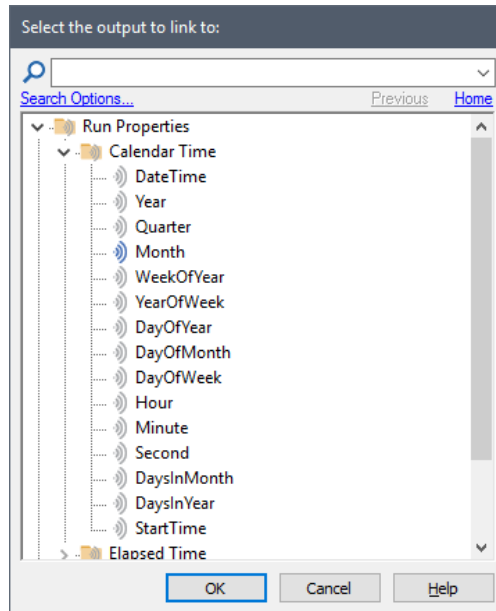 Select the output to link to:
Search Options... Previous Home
Run Properties
Calendar Time
DateTime
Year
Quarter
Month
WeekOfYear
YearOfWeek
DayOfYear
DayOfMonth
DayOfWeek
Hour
Minute
Second
DaysInMonth
DaysInYear
StartTime
Elapsed Time
OK Cancel Help